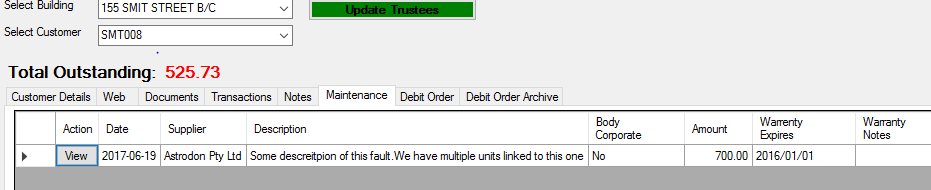 Select Building 155 SMIT STREET B/C Update Trustees
Select Customer SMT008
Total Outstanding: 525.73
Customer Details Web Documents Transactions Notes Maintenance Debit Order Debit Order Archive
Action Date Supplier Description Body Corporate Amount Warrenty Expires Warranty Notes
View 2017-06-19 Astrodon Pty Ltd Some descreitpion of this fault.We have multiple units linked to this one No 700.00 2016/01/01